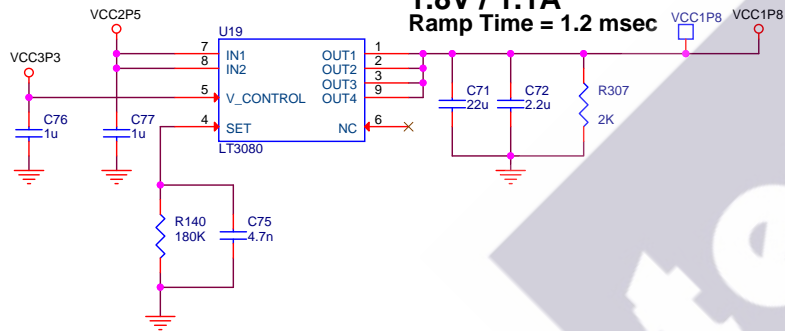 1.8V / 1.1A
Ramp Time = 1.2 msec
VCC1P8
VCC1P8
VCC2P5
VCC3P3
U19
7
IN1
8
IN2
5
V_CONTROL
4
SET
OUT1
1
OUT2
2
OUT3
3
OUT4
9
NC
6
LT3080
C76
1u
C77
1u
C71
22u
C72
2.2u
R307
2K
R140
180K
C75
4.7n